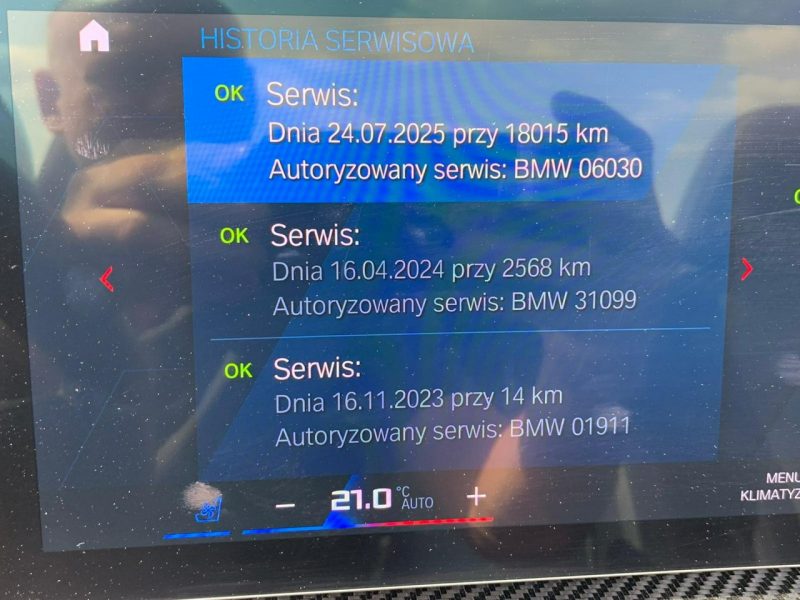 HISTORIA SERWISOWA
OK Serwis:
Dnia 24.07.2025 przy 18015 km
Autoryzowany serwis: BMW 06030
OK Serwis:
Dnia 16.04.2024 przy 2568 km
Autoryzowany serwis: BMW 31099
OK Serwis:
Dnia 16.11.2023 przy 14 km
Autoryzowany serwis: BMW 01911
− 21.0 °C AUTO +
MENU